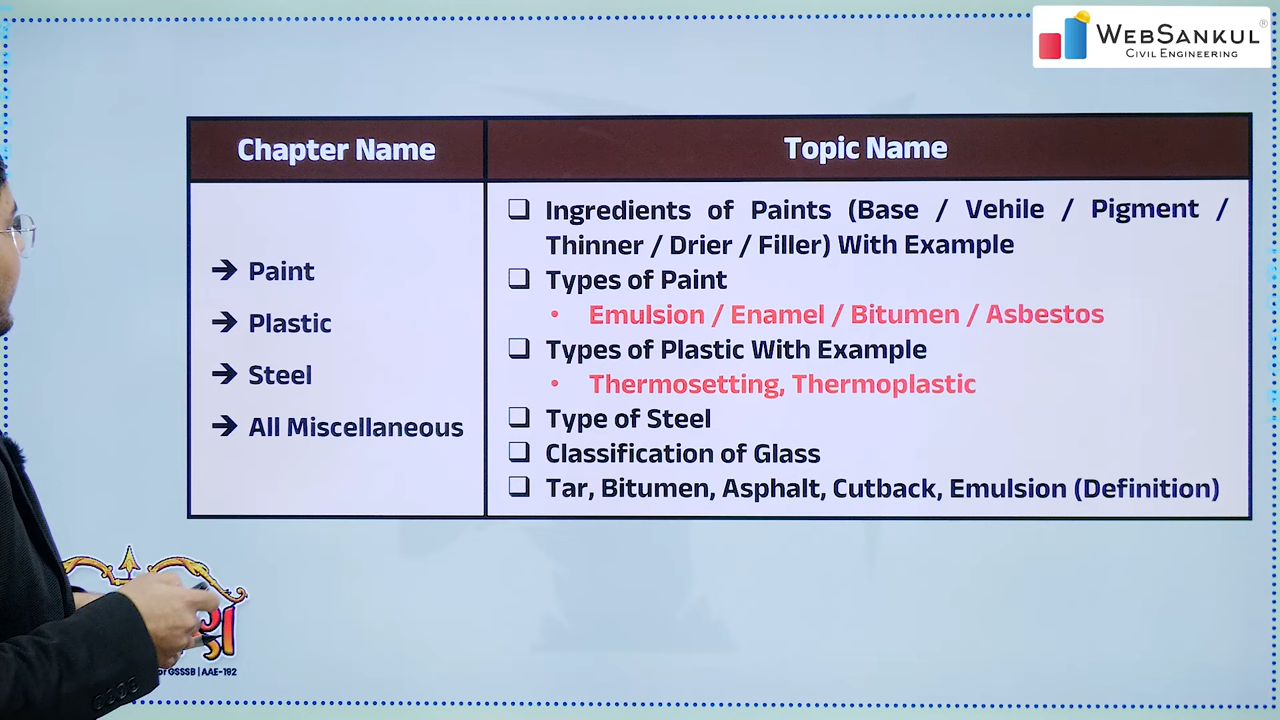 WEBSANKUL®
CIVIL ENGINEERING
Chapter Name
Topic Name
→ Paint
→ Plastic
→ Steel
→ All Miscellaneous
❑ Ingredients of Paints (Base / Vehile / Pigment /
Thinner / Drier / Filler) With Example
❑ Types of Paint
• Emulsion / Enamel / Bitumen / Asbestos
❑ Types of Plastic With Example
• Thermosetting, Thermoplastic
❑ Type of Steel
❑ Classification of Glass
❑ Tar, Bitumen, Asphalt, Cutback, Emulsion (Definition)
GSSSB | AAE-192